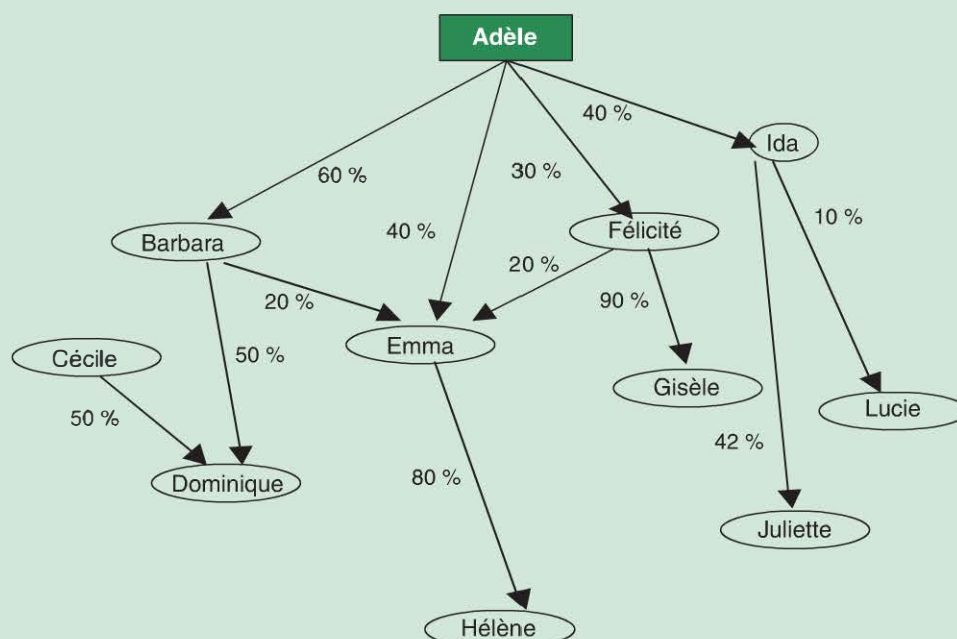 Adèle
40 %
Ida
60 %
30 %
10 %
Barbara
40 %
Félicité
20 %
20 %
90 %
Emma
Cécile
50 %
Gisèle
Lucie
50 %
42 %
Dominique
80 %
Juliette
Hélène